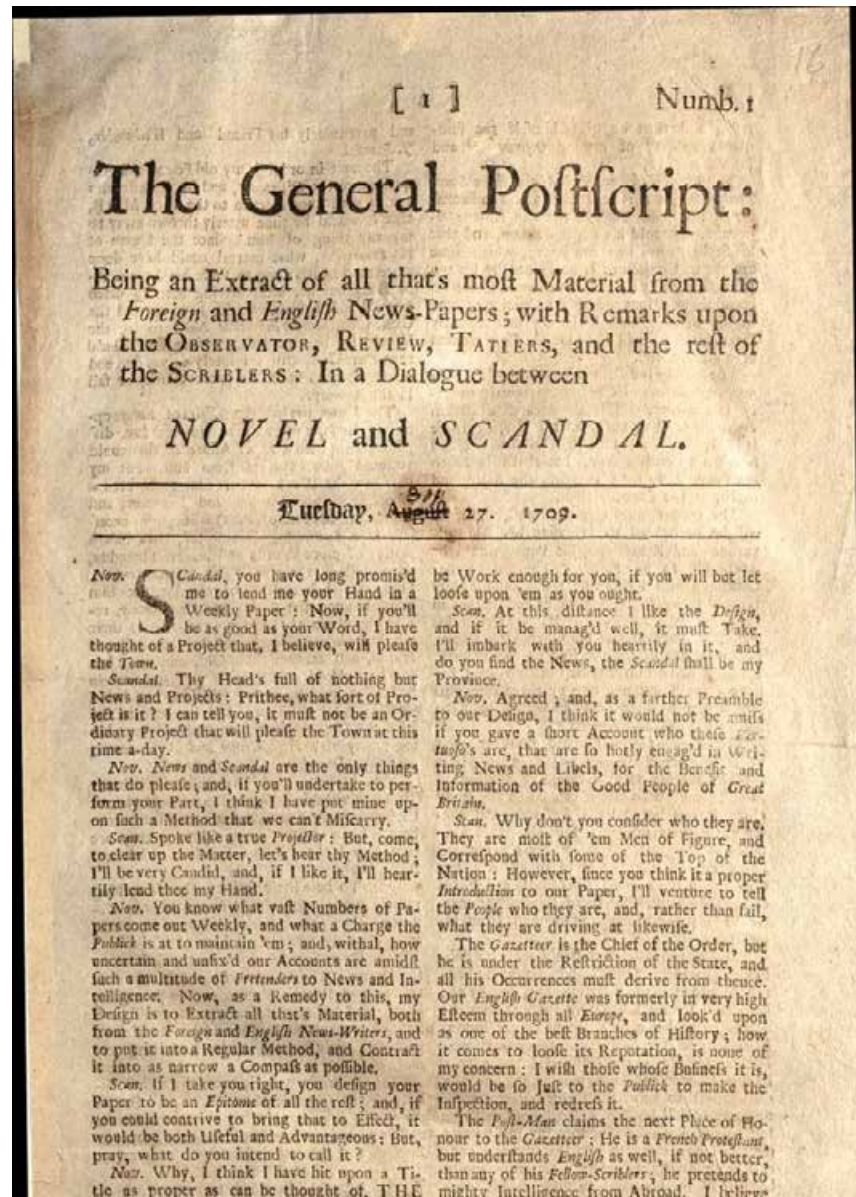 16
[ 1 ] Numb. 1
The General Poſtſcript:
Being an Extract of all that's moſt Material from the
Foreign and Engliſh News-Papers; with Remarks upon
the OBSERVATOR, REVIEW, TATLERS, and the reſt of
the SCRIBLERS: In a Dialogue between
NOVEL and SCANDAL.
Tueſday, Auguſt 27. 1709.
Nov. SCandal, you have long promis'd
me to lend me your Hand in a
Weekly Paper: Now, if you'll
be as good as your Word, I have
thought of a Project that, I believe, will pleaſe
the Town.
Scandal. Thy Head's full of nothing but
News and Projects: Prithee, what ſort of Pro-
ject is it? I can tell you, it muſt not be an Or-
dinary Project that will pleaſe the Town at this
time a-day.
Nov. News and Scandal are the only things
that do pleaſe; and, if you'll undertake to per-
form your Part, I think I have put mine up-
on ſuch a Method that we can't Miſcarry.
Scan. Spoke like a true Projector: But, come,
to clear up the Matter, let's hear thy Method;
I'll be very Candid, and, if I like it, I'll hear-
tily lend thee my Hand.
Nov. You know what vaſt Numbers of Pa-
pers come out Weekly, and what a Charge the
Publick is at to maintain 'em; and, withal, how
uncertain and unfix'd our Accounts are amidſt
ſuch a multitude of Pretenders to News and In-
telligence. Now, as a Remedy to this, my
Deſign is to Extract all that's Material, both
from the Foreign and Engliſh News-Writers, and
to put it into a Regular Method, and Contract
it into as narrow a Compaſs as poſſible.
Scan. If I take you right, you deſign your
Paper to be an Epitome of all the reſt; and, if
you could contrive to bring that to Effect, it
would be both Uſeful and Advantageous: But,
pray, what do you intend to call it?
Nov. Why, I think I have hit upon a Ti-
tle as proper as can be thought of, THE
be Work enough for you, if you will but let
looſe upon 'em as you ought.
Scan. At this diſtance I like the Deſign,
and if it be manag'd well, it muſt Take.
I'll imbark with you heartily in it, and
do you find the News, the Scandal ſhall be my
Province.
Nov. Agreed; and, as a farther Preamble
to our Deſign, I think it would not be amiſs
if you gave a ſhort Account who theſe Ver-
tuoſo's are, that are ſo hotly engag'd in Wri-
ting News and Libels, for the Benefit and
Information of the Good People of Great
Britain.
Scan. Why don't you conſider who they are.
They are moſt of 'em Men of Figure, and
Correſpond with ſome of the Top of the
Nation: However, ſince you think it a proper
Introduction to our Paper, I'll venture to tell
the People who they are, and, rather than fail,
what they are driving at likewiſe.
The Gazetteer is the Chief of the Order, but
he is under the Reſtriction of the State, and
all his Occurrences muſt derive from thence.
Our Engliſh Gazette was formerly in very high
Eſteem through all Europe, and look'd upon
as one of the beſt Branches of Hiſtory; how
it comes to looſe its Reputation, is none of
my concern: I wiſh thoſe whoſe Buſineſs it is,
would be ſo Juſt to the Publick to make the
Inſpection, and redreſs it.
The Poſt-Man claims the next Place of Ho-
nour to the Gazetteer: He is a French Proteſtant,
but underſtands Engliſh as well, if not better,
than any of his Fellow-Scriblers; he pretends to
mighty Intelligence from Abroad, I believe